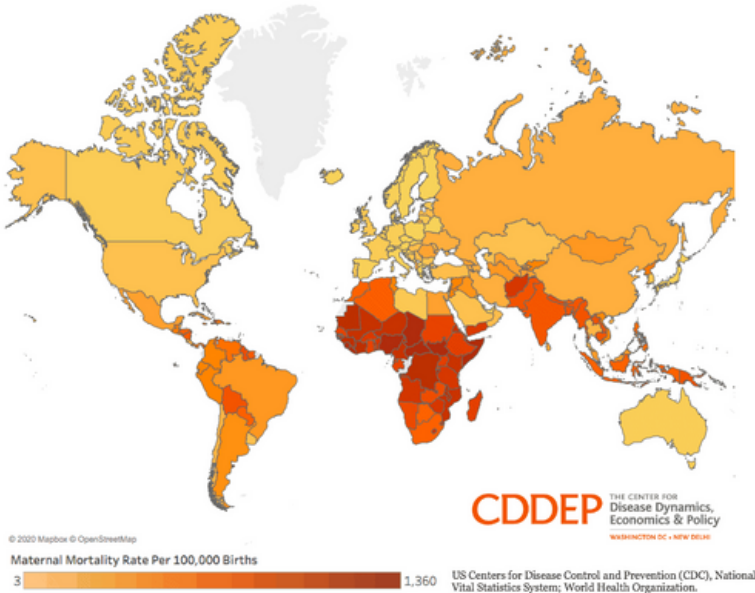 CDDEP
THE CENTER FOR
Disease Dynamics,
Economics & Policy
WASHINGTON DC • NEW DELHI
© 2020 Mapbox © OpenStreetMap
Maternal Mortality Rate Per 100,000 Births
3
1,360
US Centers for Disease Control and Prevention (CDC), National
Vital Statistics System; World Health Organization.